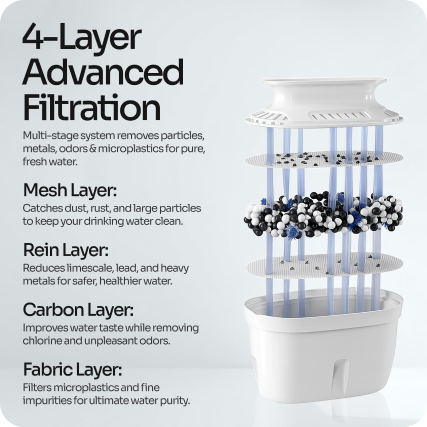 4-Layer
Advanced
Filtration
Multi-stage system removes particles,
metals, odors & microplastics for pure,
fresh water.
Mesh Layer:
Catches dust, rust, and large particles
to keep your drinking water clean.
Rein Layer:
Reduces limescale, lead, and heavy
metals for safer, healthier water.
Carbon Layer:
Improves water taste while removing
chlorine and unpleasant odors.
Fabric Layer:
Filters microplastics and fine
impurities for ultimate water purity.